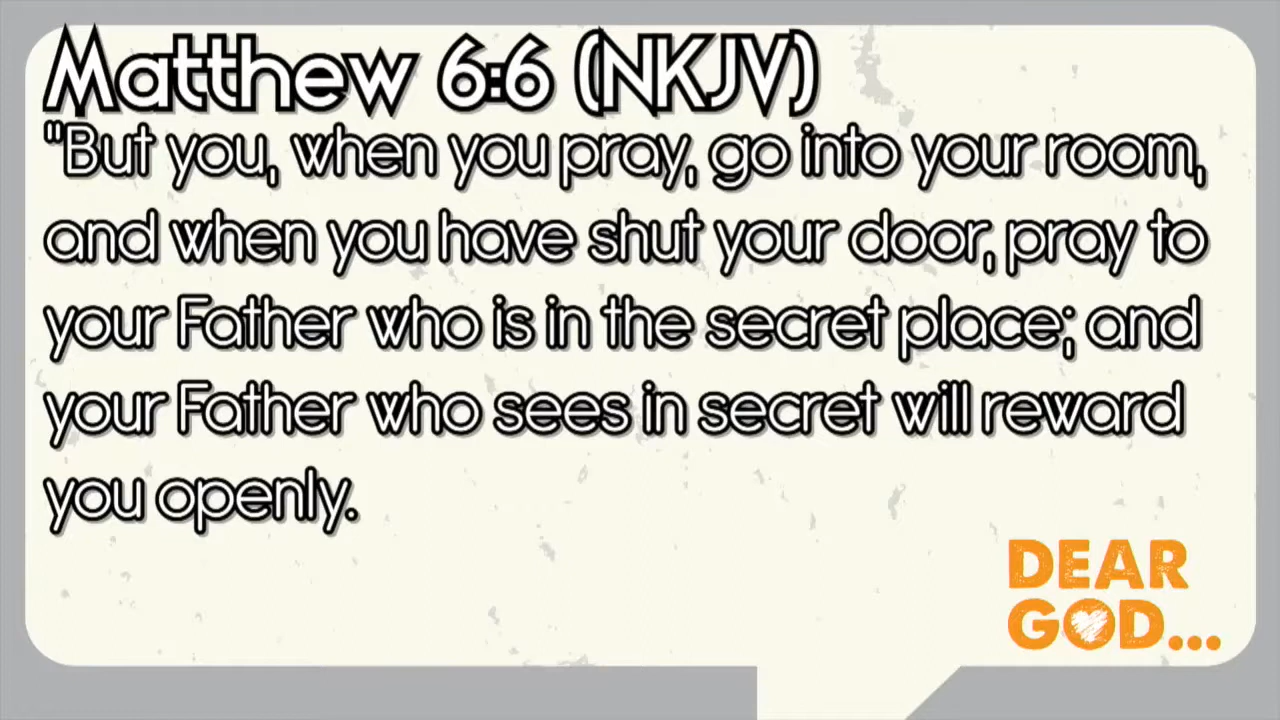 Matthew 6:6 (NKJV)
"But you, when you pray, go into your room,
and when you have shut your door, pray to
your Father who is in the secret place; and
your Father who sees in secret will reward
you openly.
DEAR
GOD...